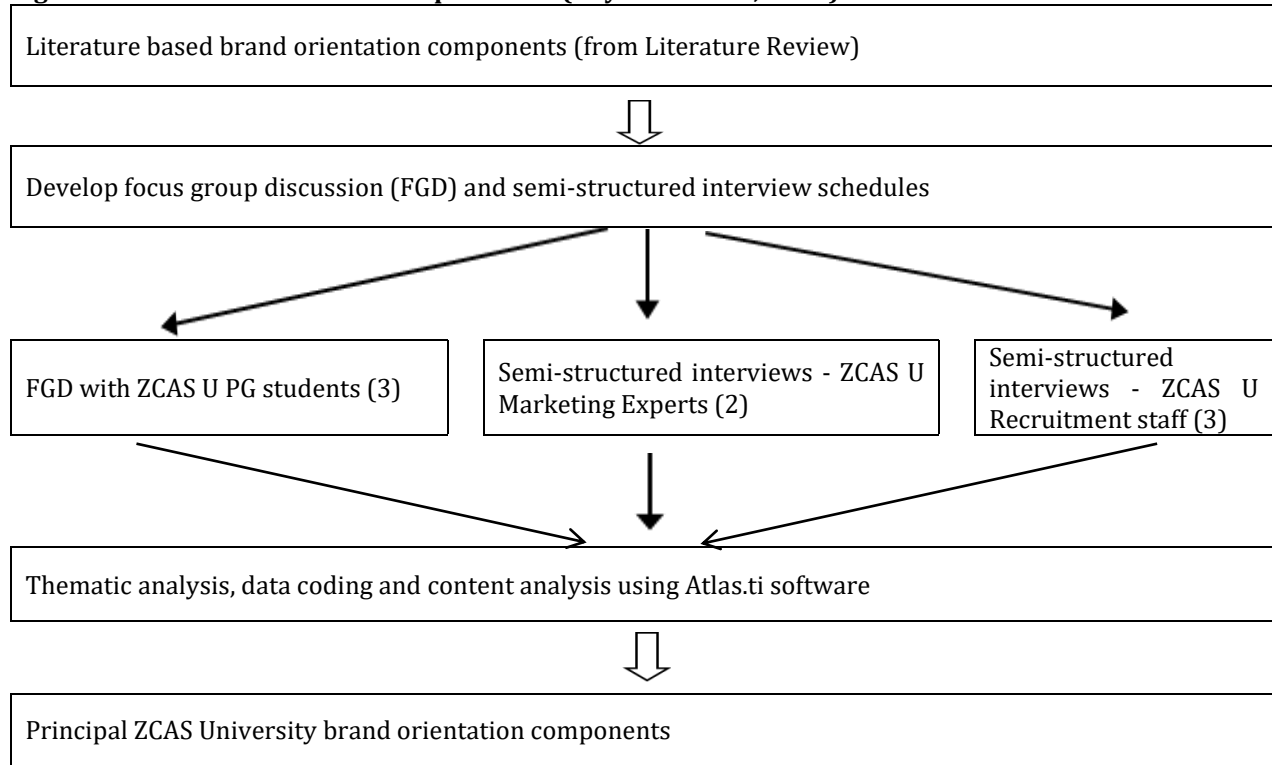 Literature based brand orientation components (from Literature Review)
Develop focus group discussion (FGD) and semi-structured interview schedules
FGD with ZCAS U PG students (3)
Semi-structured interviews - ZCAS U
Marketing Experts (2)
Semi-structured
interviews - ZCAS U
Recruitment staff (3)
Thematic analysis, data coding and content analysis using Atlas.ti software
Principal ZCAS University brand orientation components